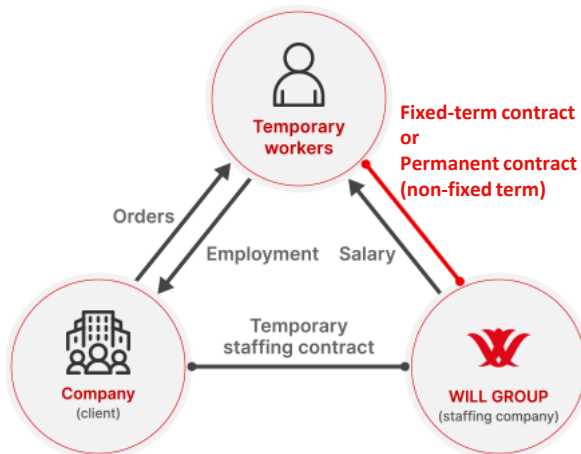 Temporary
workers
Fixed-term contract
or
Permanent contract
(non-fixed term)
Orders
Employment
Salary
Temporary
staffing contract
Company
(client)
WILL GROUP
(staffing company)